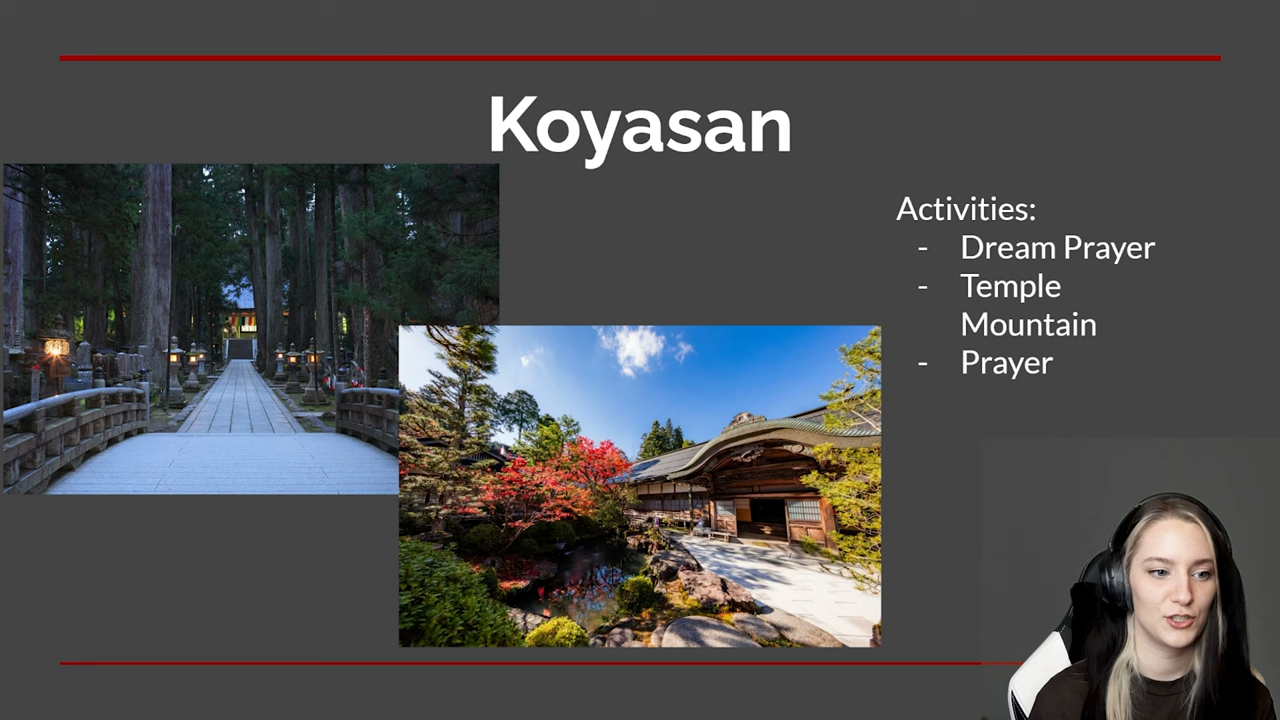 Koyasan
Activities:
- Dream Prayer
- Temple
Mountain
- Prayer